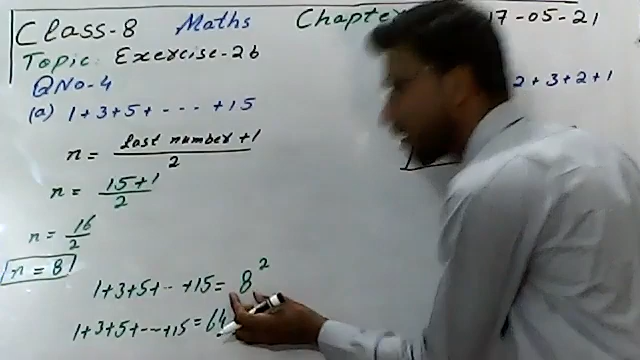 Class-8 Maths Chapter 17-05-21
Topic: Exercise-2b
QNo-4
(a) 1+3+5+ - - - +15
2+3+2+1
n = last number+1 / 2
n = 15+1 / 2
n = 16 / 2
n = 8
1+3+5+ - - +15 = 8²
1+3+5+ - - +15 = 64